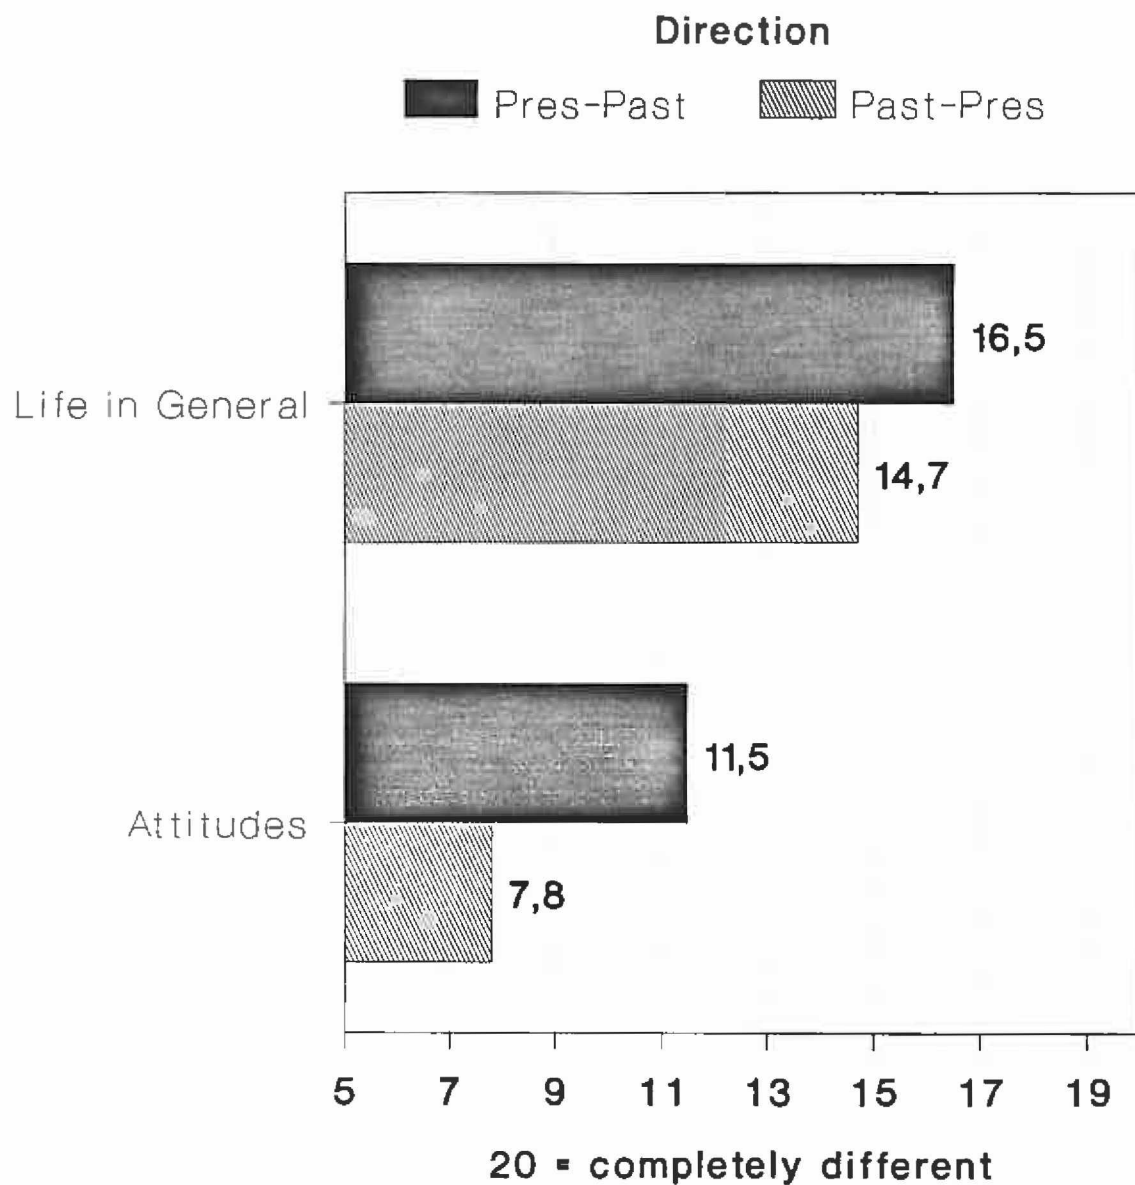 Direction
Pres-Past Past-Pres
16,5
Life in General
14,7
11,5
Attitudes
7,8
5 7 9 11 13 15 17 19
20 = completely different